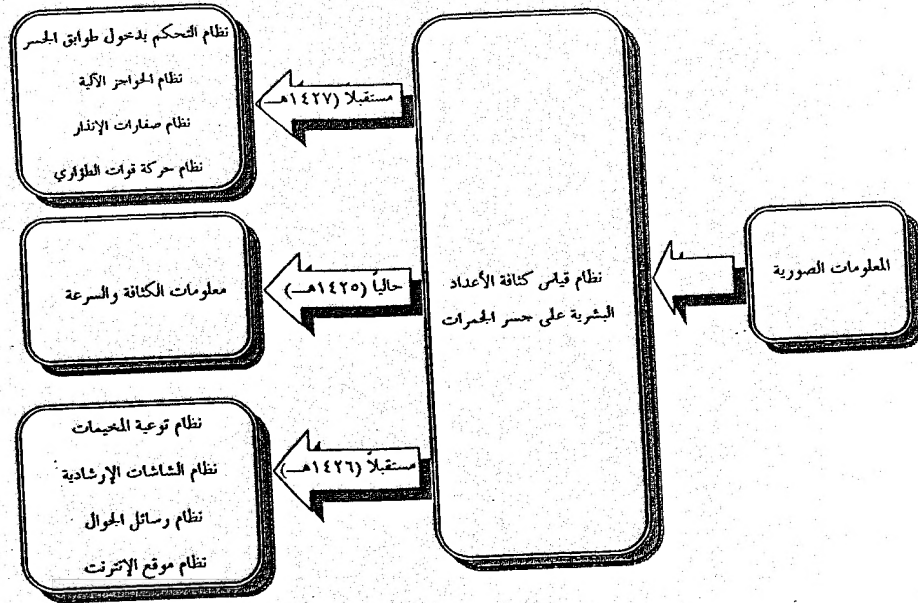 المعلومات الصورية
نظام قياس كثافة الأعداد
البشرية على جسر الجمرات
مستقبلاً (١٤٢٧هـ)
نظام التحكم بدخول طوابق الجسر
نظام الحواجز الآلية
نظام صفارات الإنذار
نظام حركة قوات الطؤاري
حالياً (١٤٢٥هـ)
معلومات الكثافة والسرعة
مستقبلاً (١٤٢٦هـ)
نظام توعية المخيمات
نظام الشاشات الإرشادية
نظام رسائل الجوال
نظام موقع الإنترنت